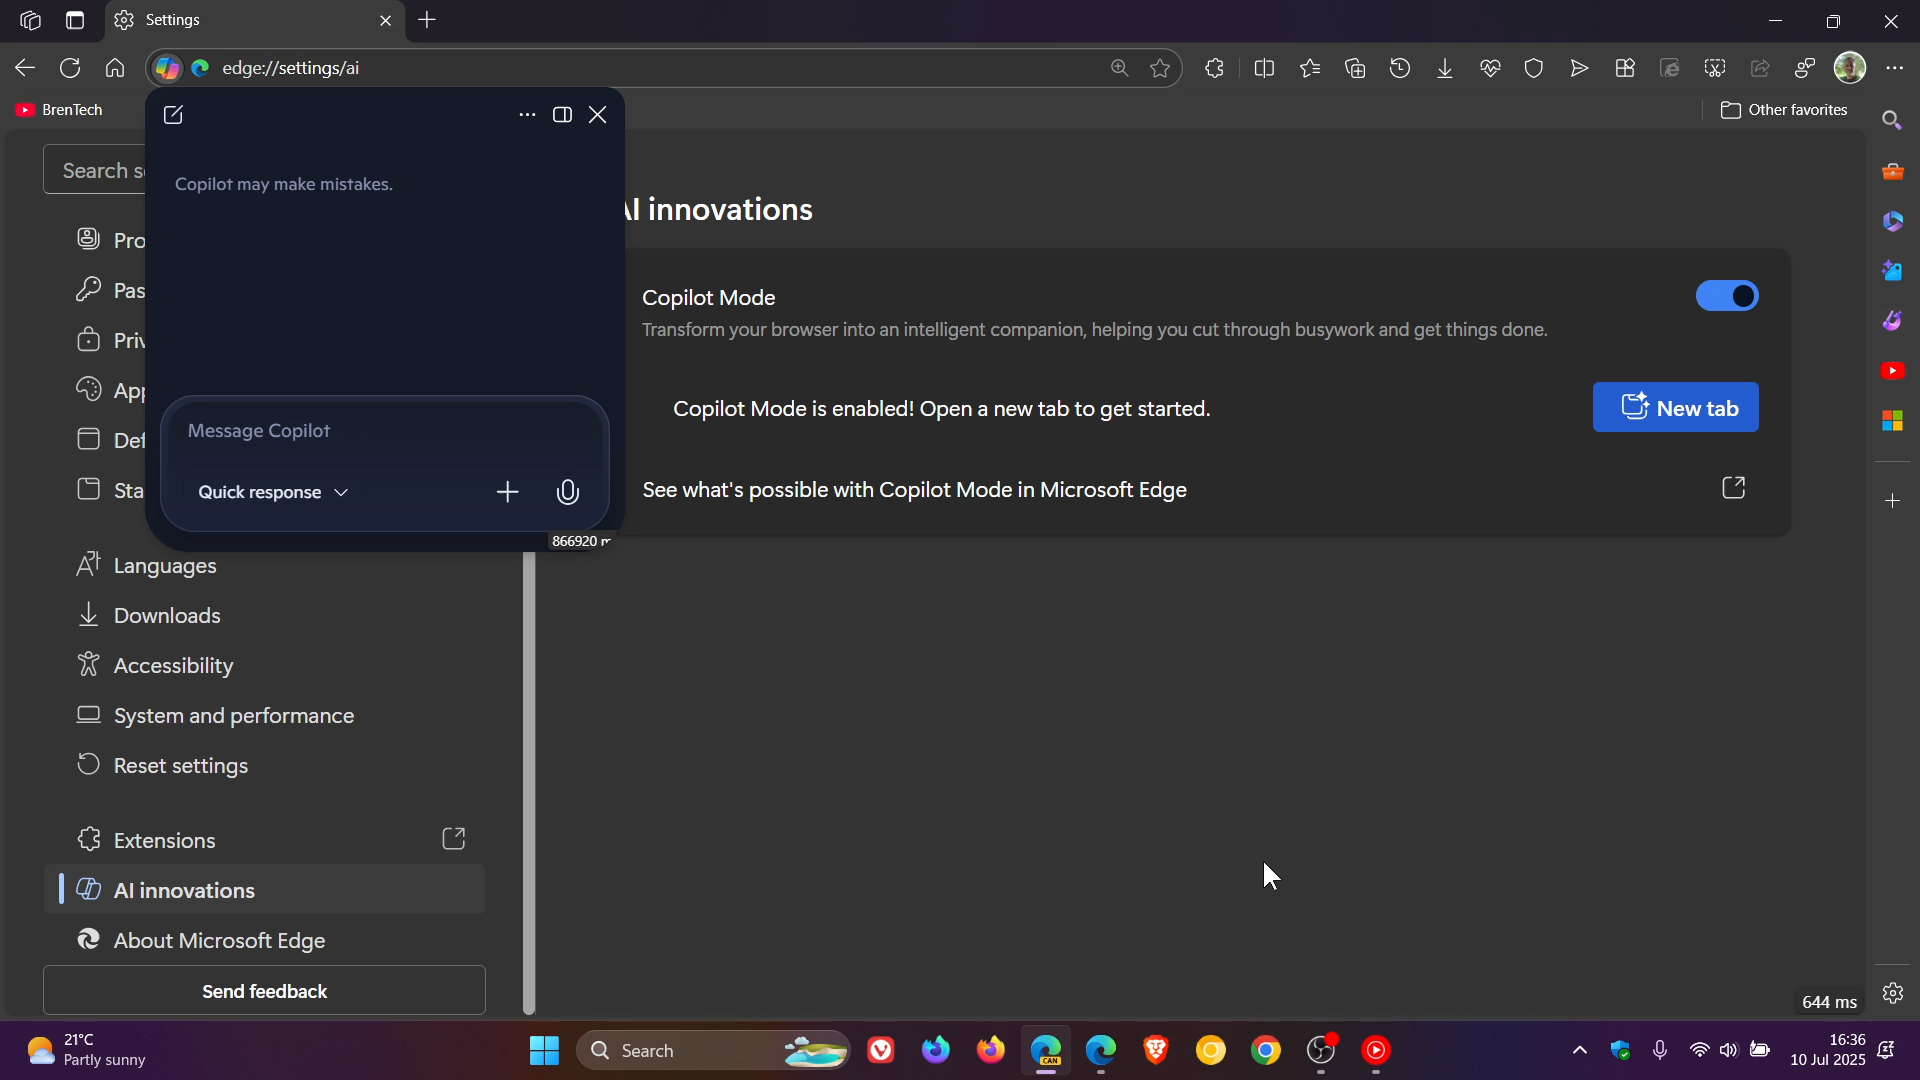 Settings
edge://settings/ai
BrenTech
Other favorites
Search s
Copilot may make mistakes.
Message Copilot
Quick response
866920 m
Pro
Pas
Priv
App
Def
Sta
Languages
Downloads
Accessibility
System and performance
Reset settings
Extensions
AI innovations
About Microsoft Edge
Send feedback
AI innovations
Copilot Mode
Transform your browser into an intelligent companion, helping you cut through busywork and get things done.
Copilot Mode is enabled! Open a new tab to get started.
New tab
See what's possible with Copilot Mode in Microsoft Edge
644 ms
21°C
Partly sunny
Search
CAN
16:36
10 Jul 2025